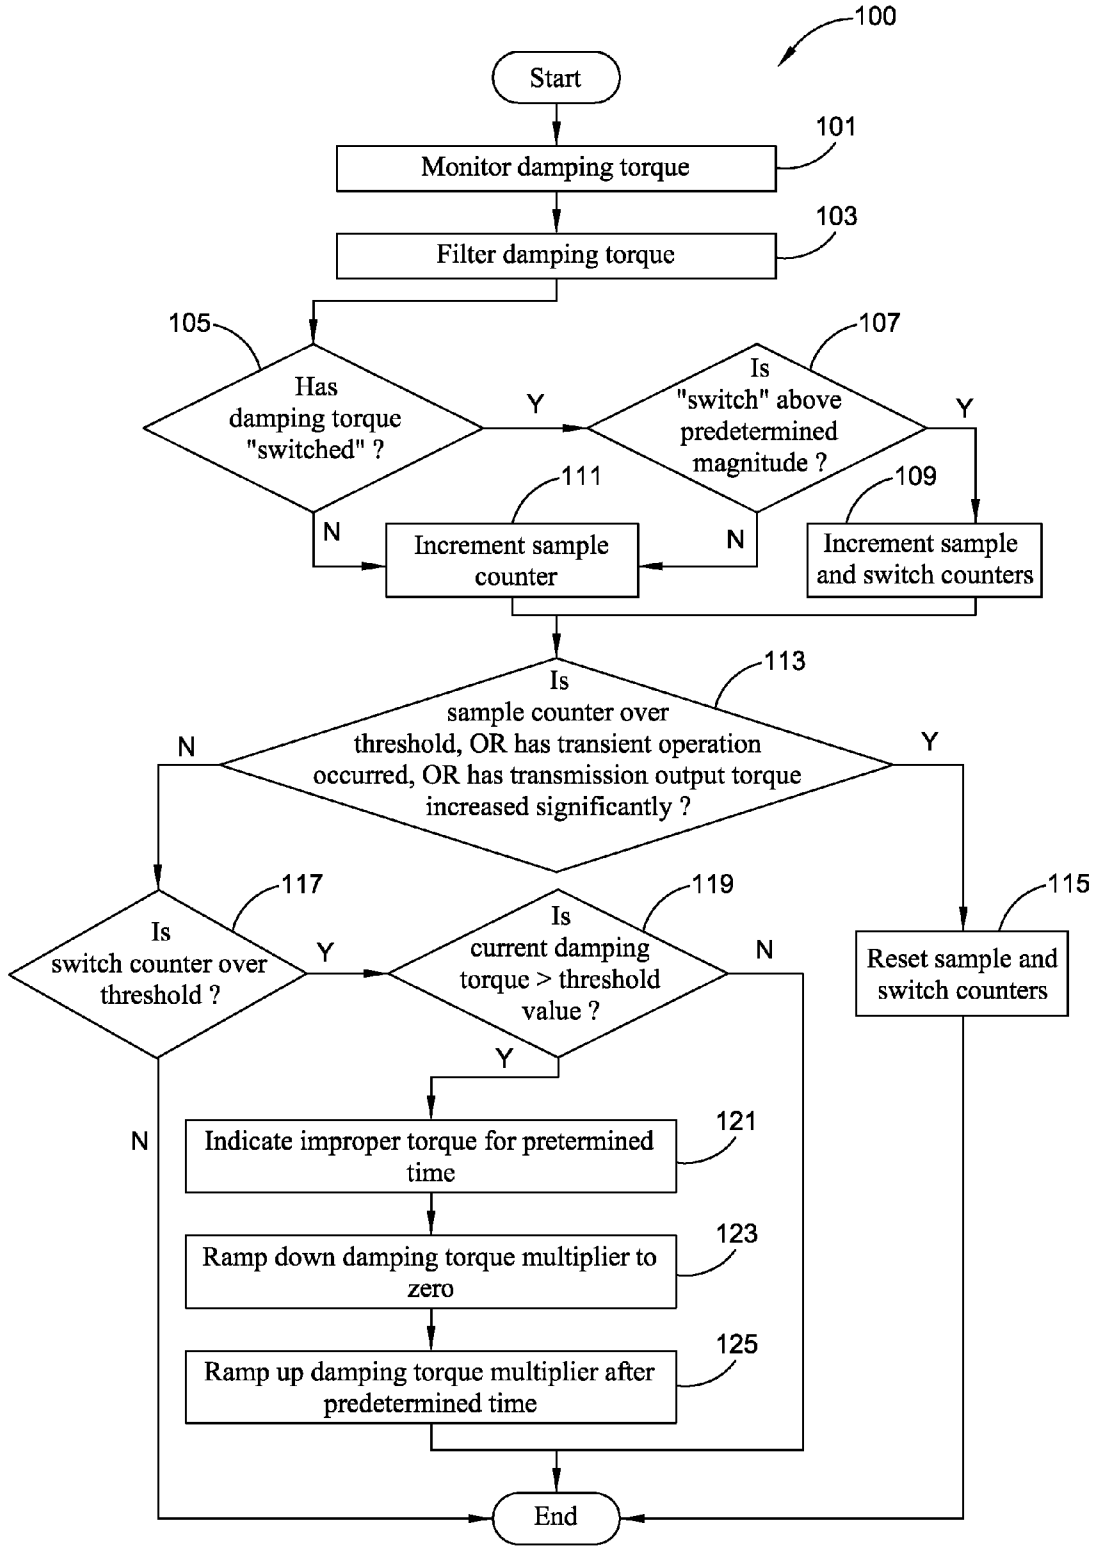 100
Start
101
Monitor damping torque
103
Filter damping torque
105
Has
damping torque
"switched" ?
Y
107
Is
"switch" above
predetermined
magnitude ?
Y
N
111
Increment sample
counter
N
109
Increment sample
and switch counters
113
Is
sample counter over
threshold, OR has transient operation
occurred, OR has transmission output torque
increased significantly ?
N
Y
117
Is
switch counter over
threshold ?
Y
119
Is
current damping
torque > threshold
value ?
N
115
Reset sample and
switch counters
Y
N
121
Indicate improper torque for pretermined
time
123
Ramp down damping torque multiplier to
zero
125
Ramp up damping torque multiplier after
predetermined time
End